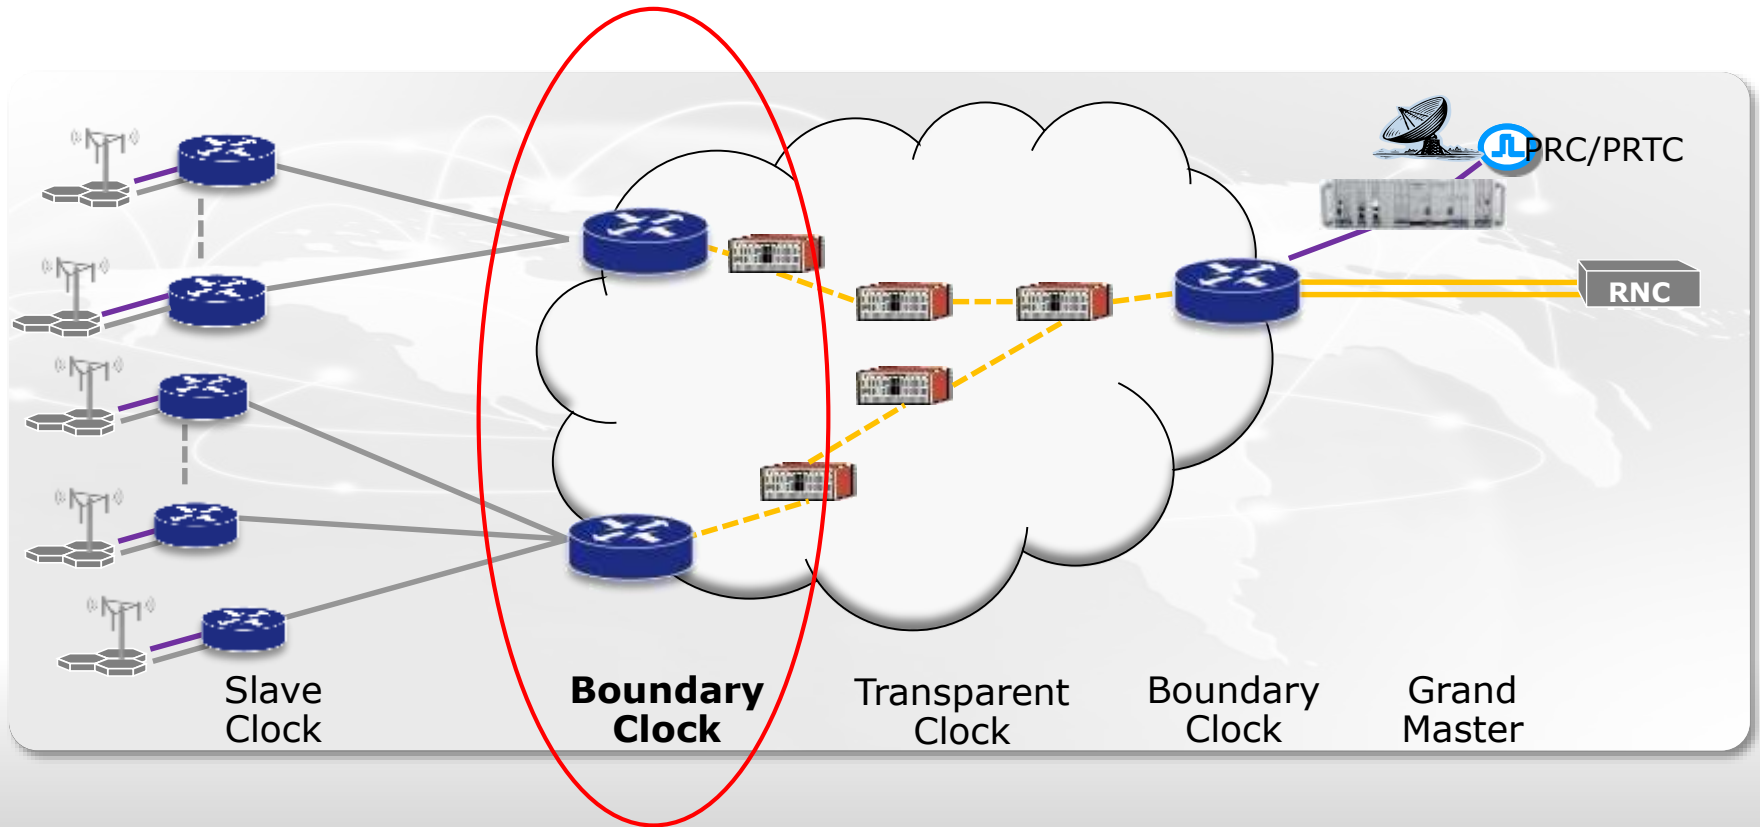 PRC/PRTC
RNC
Slave
Clock
Boundary
Clock
Transparent
Clock
Boundary
Clock
Grand
Master